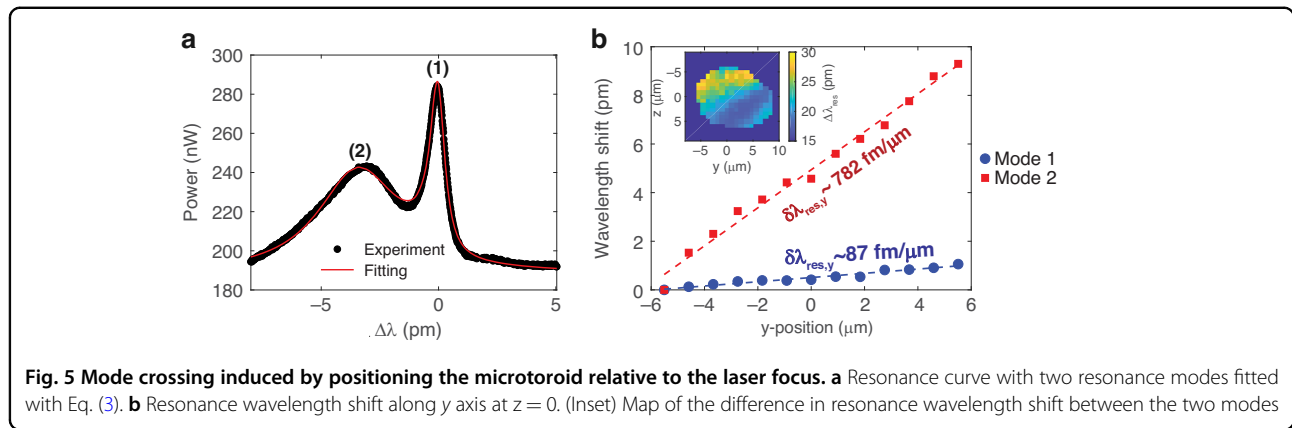 a
(1)
(2)
300
280
260
240
220
200
180
Power (nW)
−5
0
5
Δλ (pm)
Experiment
Fitting
b
10
8
6
4
2
0
Wavelength shift (pm)
−6
−4
−2
0
2
4
6
y-position (μm)
−5
0
5
z (μm)
−5
0
5
10
y (μm)
30
25
20
15
Δλres (pm)
δλres,y ~ 782 fm/μm
δλres,y~87 fm/μm
Mode 1
Mode 2
Fig. 5 Mode crossing induced by positioning the microtoroid relative to the laser focus. a Resonance curve with two resonance modes fitted
with Eq. (3). b Resonance wavelength shift along y axis at z = 0. (Inset) Map of the difference in resonance wavelength shift between the two modes